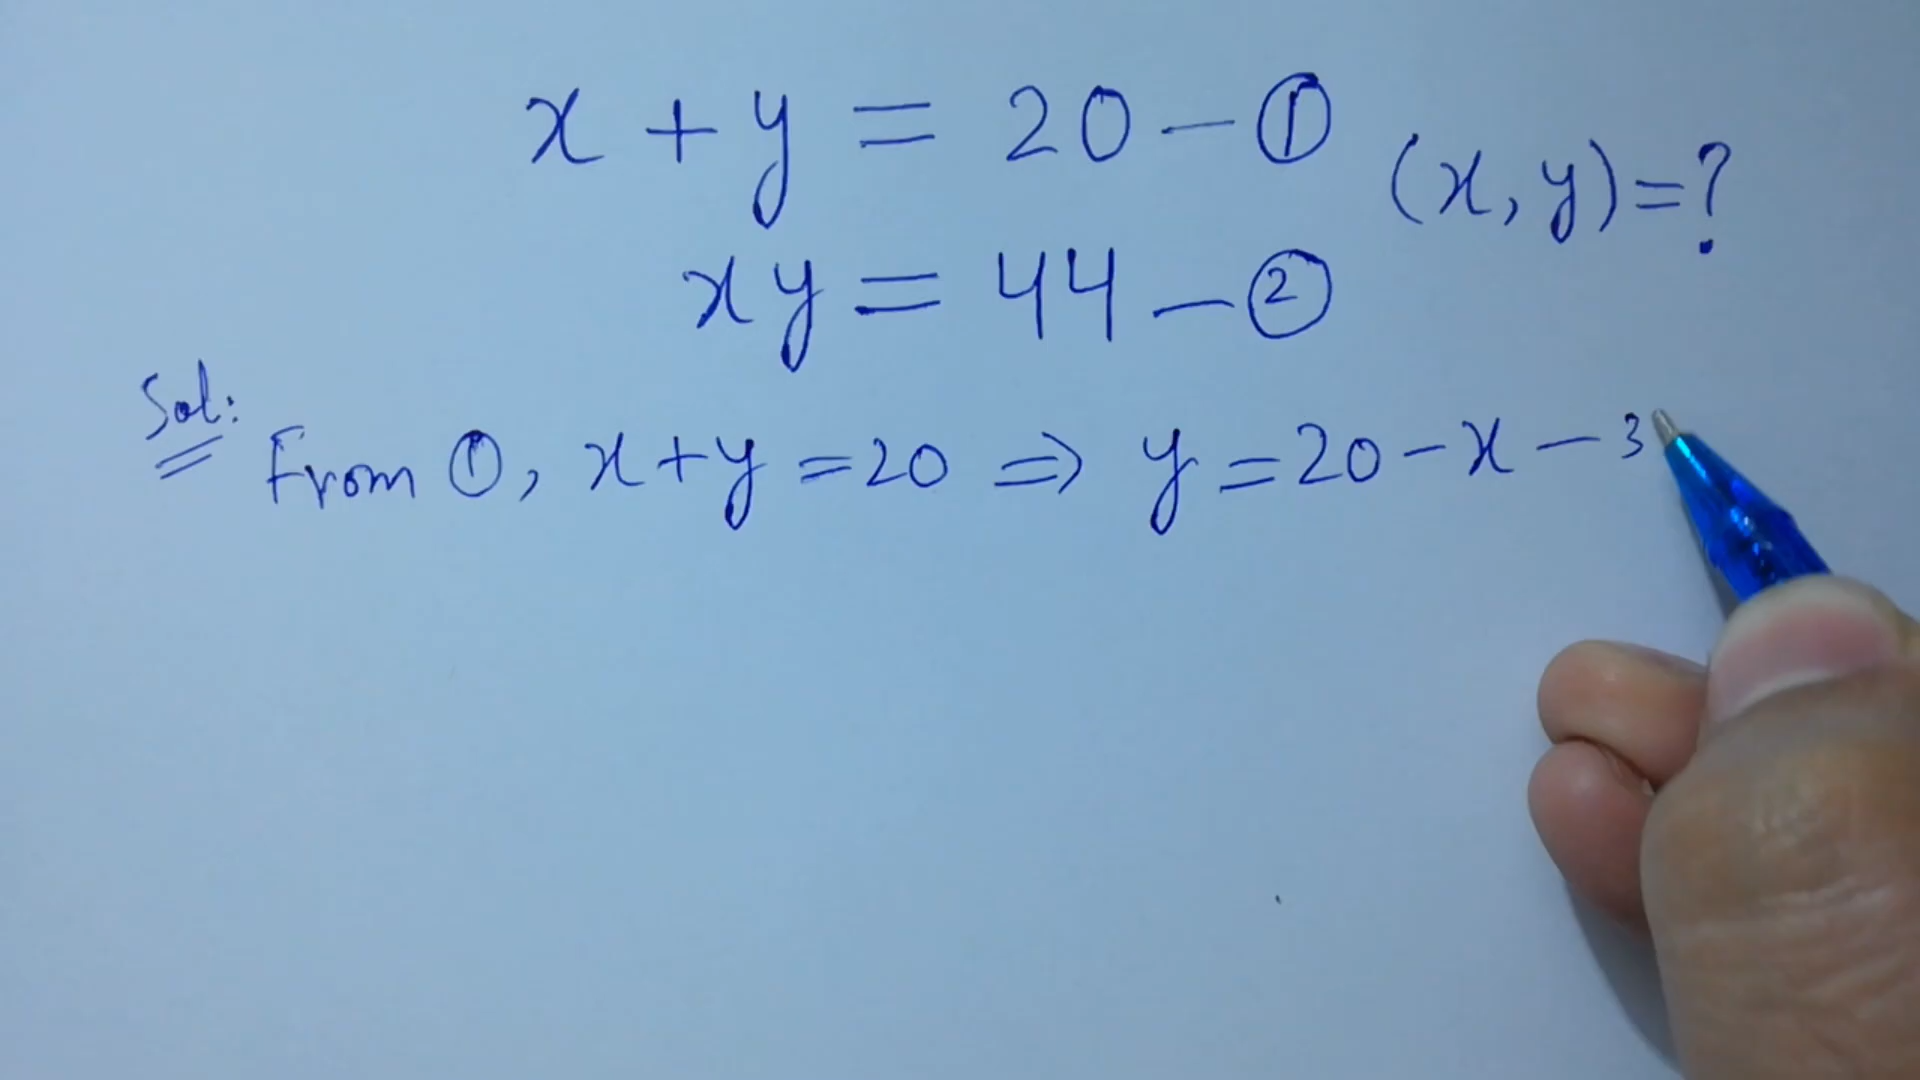 x + y = 20 — ①
(x, y) = ?
xy = 44 — ②
Sol:
From ①, x + y = 20 ⇒ y = 20 - x — 3